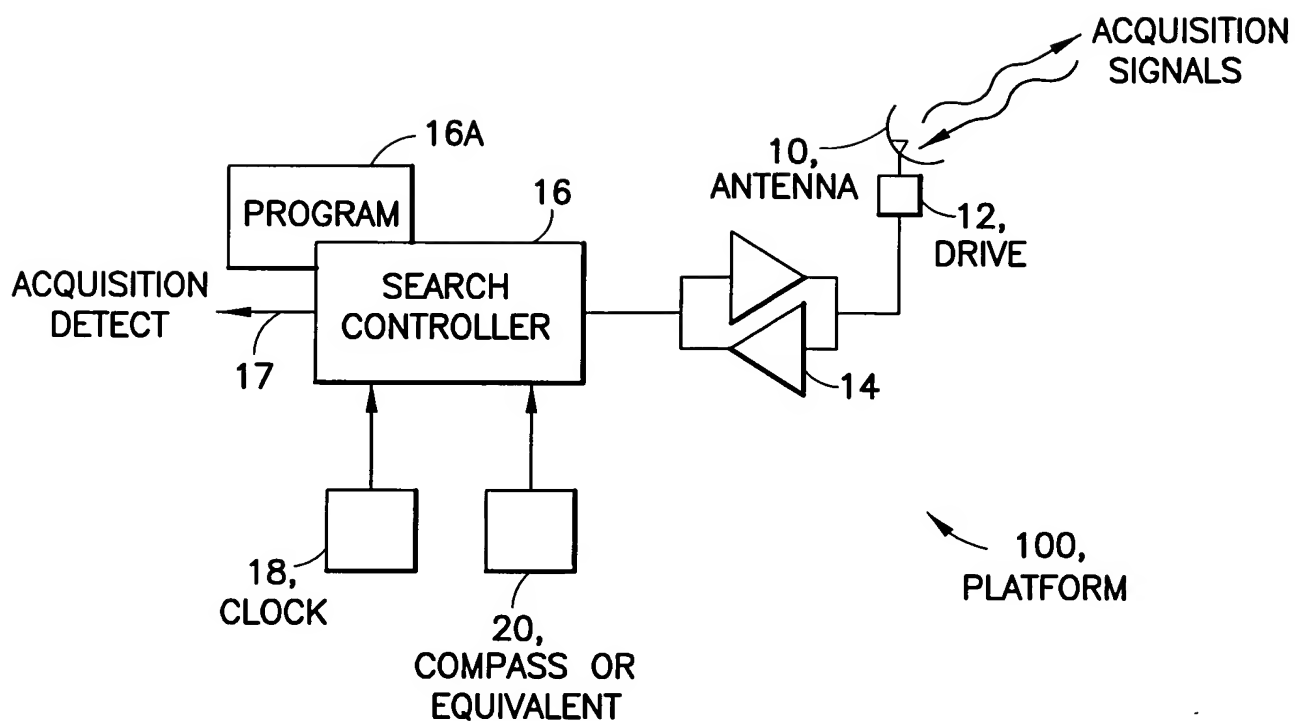 ACQUISITION
SIGNALS
16A
PROGRAM
16
10,
ANTENNA
12,
DRIVE
ACQUISITION
DETECT
SEARCH
CONTROLLER
17
14
18,
CLOCK
20,
COMPASS OR
EQUIVALENT
100,
PLATFORM